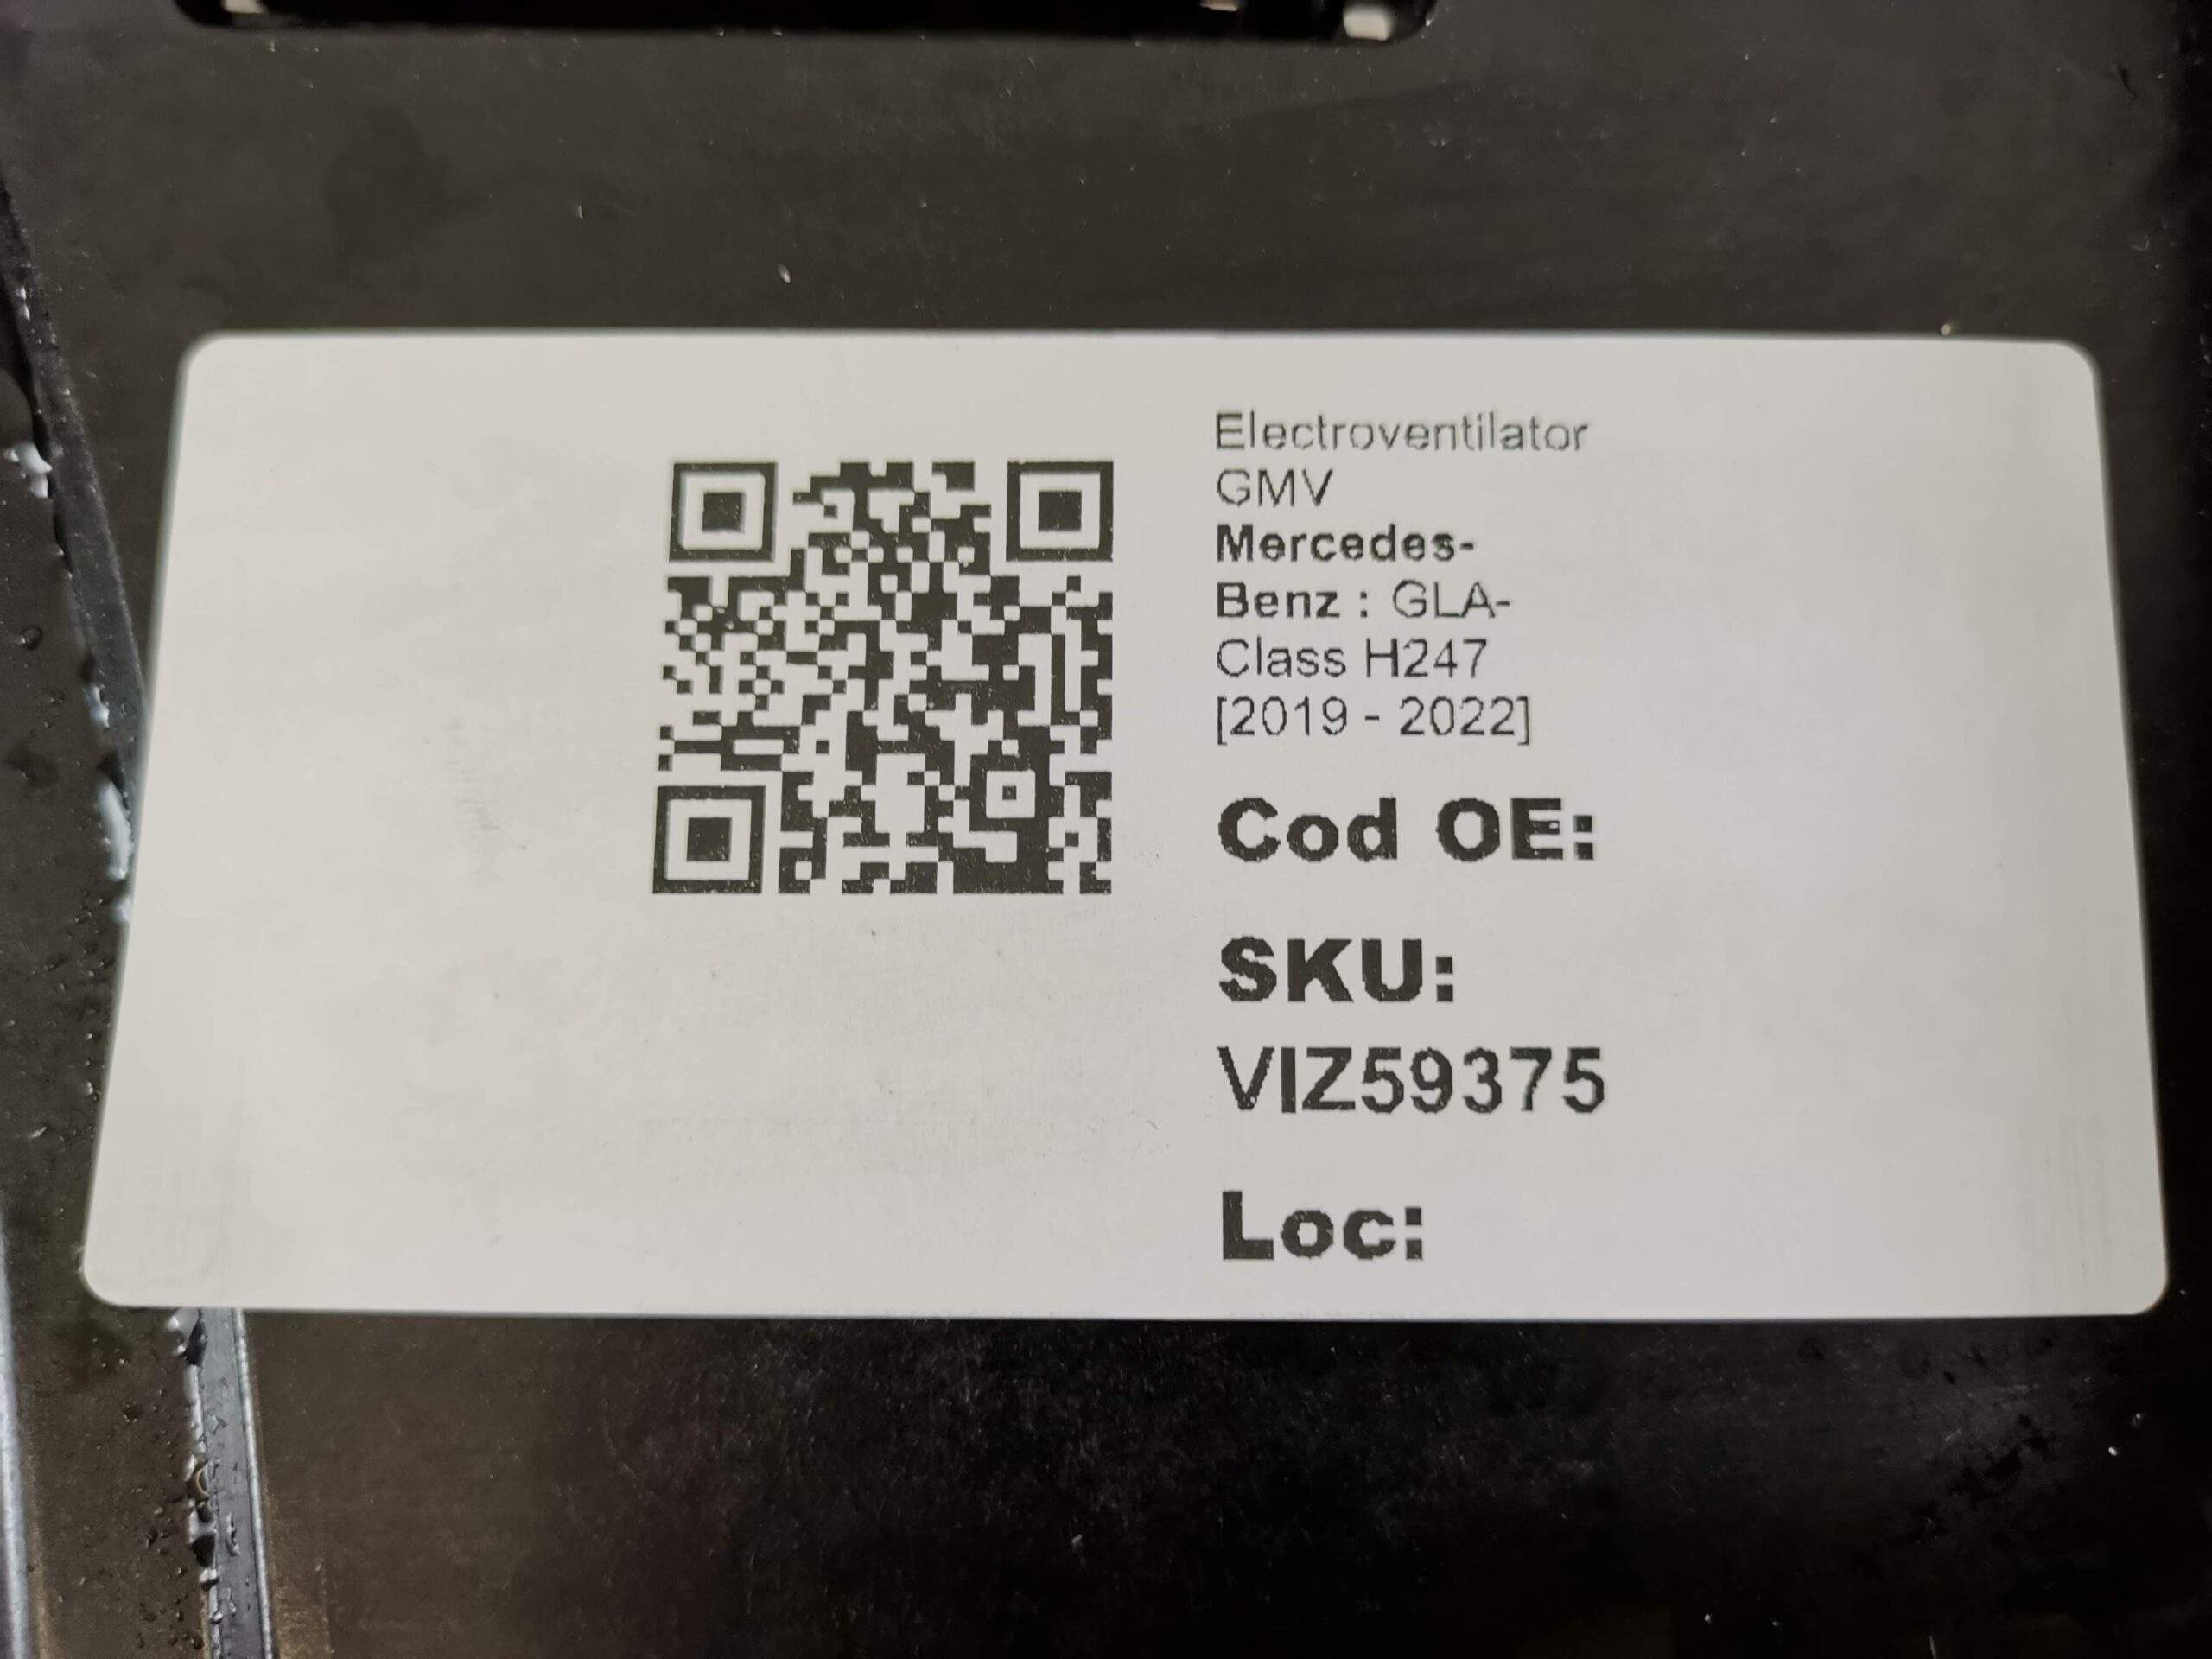 Electroventilator
GMV
Mercedes-
Benz : GLA-
Class H247
[2019 - 2022]
Cod OE:
SKU:
VIZ59375
Loc: